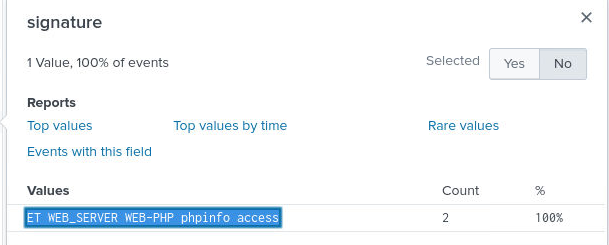 signature
1 Value, 100% of events
Selected Yes No
Reports
Top values Top values by time Rare values
Events with this field
Values Count %
ET WEB_SERVER WEB-PHP phpinfo access 2 100%